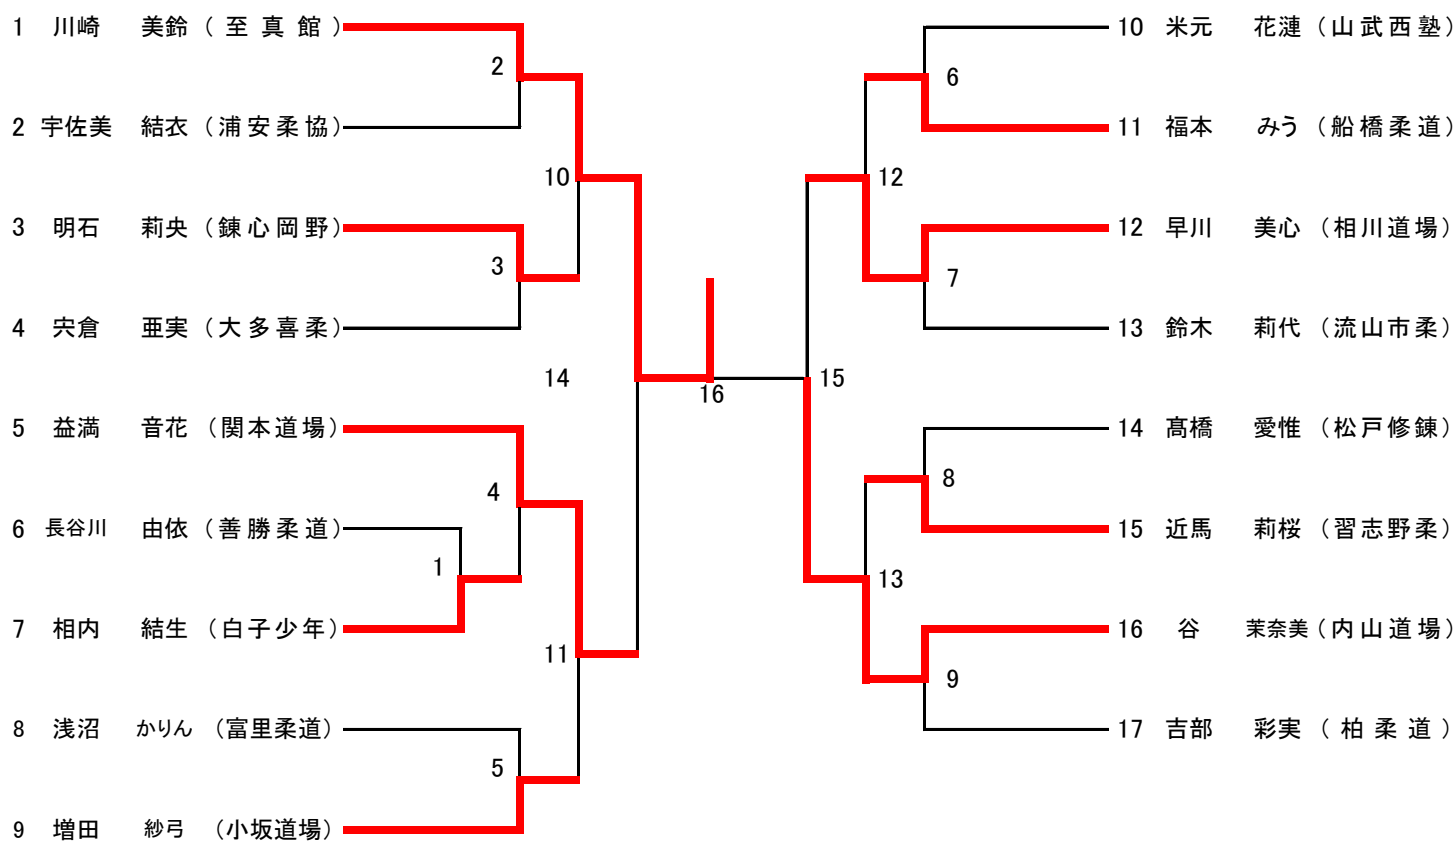 1 川崎 美鈴 （至真館）
2 宇佐美 結衣 （浦安柔協）
3 明石 莉央 （錬心岡野）
4 宍倉 亜実 （大多喜柔）
5 益満 音花 （関本道場）
6 長谷川 由依 （善勝柔道）
7 相内 結生 （白子少年）
8 浅沼 かりん （富里柔道）
9 増田 紗弓 （小坂道場）
2
3
4
1
5
10
11
14
16
15
12
13
6
7
8
9
10 米元 花漣 （山武西塾）
11 福本 みう （船橋柔道）
12 早川 美心 （相川道場）
13 鈴木 莉代 （流山市柔）
14 髙橋 愛惟 （松戸修錬）
15 近馬 莉桜 （習志野柔）
16 谷 茉奈美 （内山道場）
17 吉部 彩実 （柏柔道）